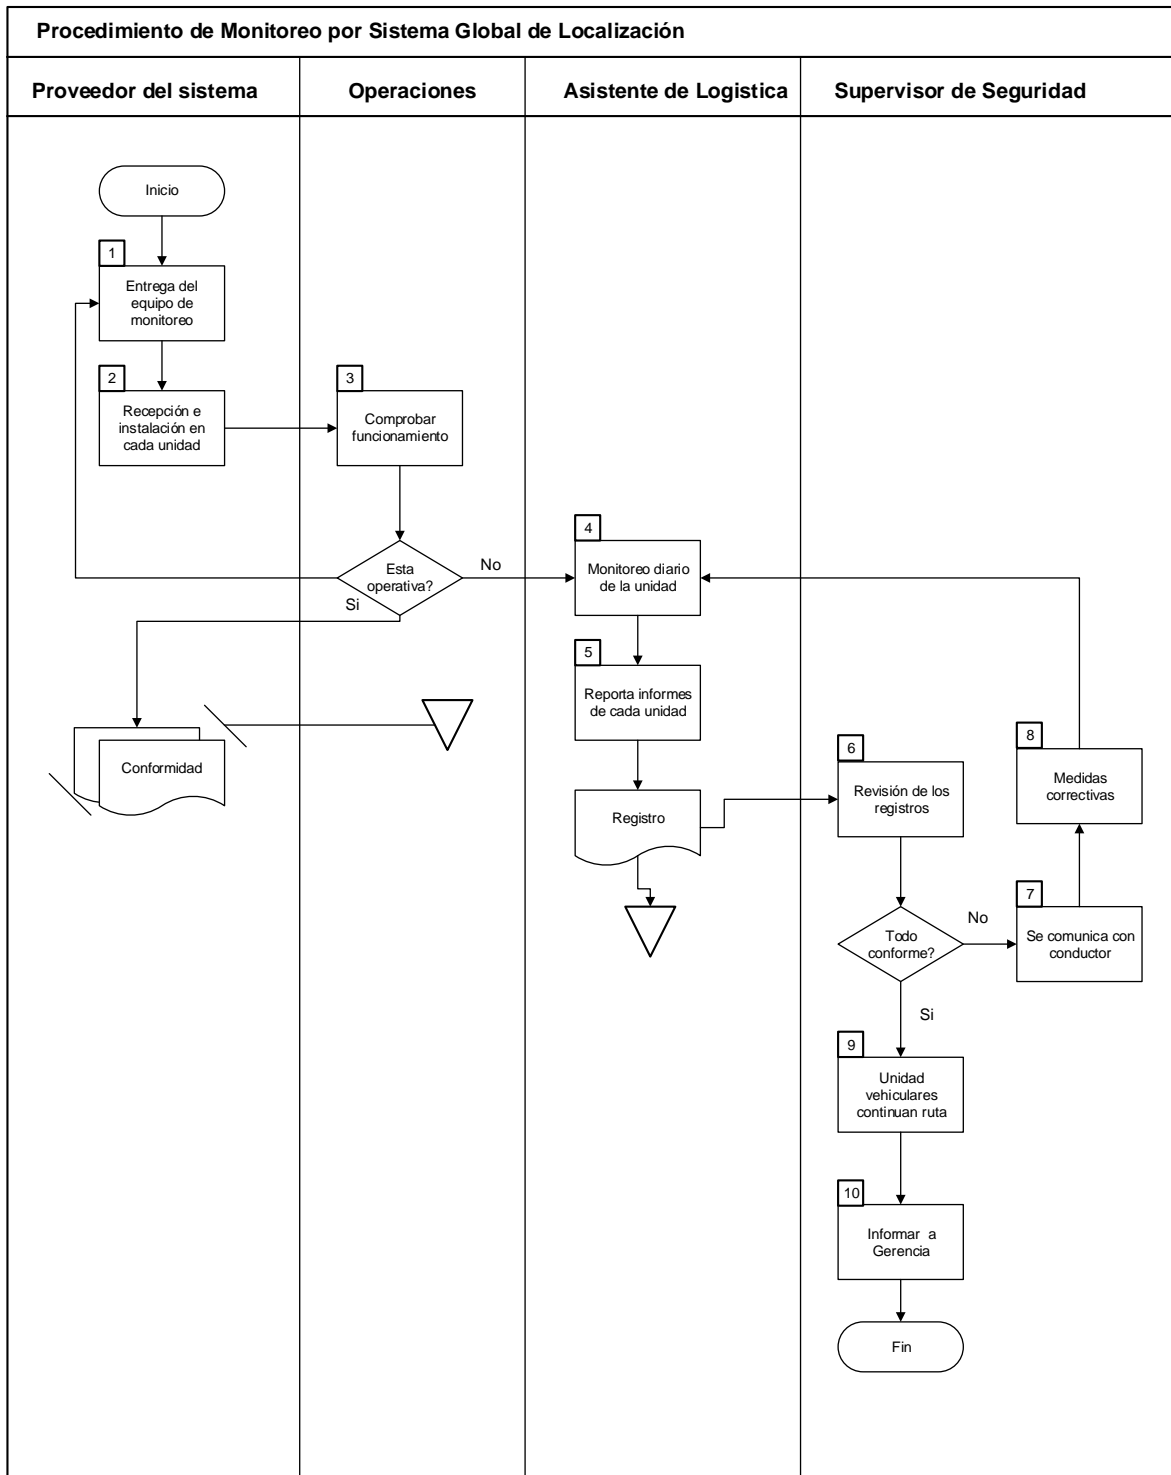 Procedimiento de Monitoreo por Sistema Global de Localización
Proveedor del sistema
Operaciones
Asistente de Logistica
Supervisor de Seguridad
Inicio
1
Entrega del
equipo de
monitoreo
2
Recepción e
instalación en
cada unidad
3
Comprobar
funcionamiento
Esta
operativa?
No
Si
Conformidad
4
Monitoreo diario
de la unidad
5
Reporta informes
de cada unidad
Registro
6
Revisión de los
registros
Todo
conforme?
No
Si
7
Se comunica con
conductor
8
Medidas
correctivas
9
Unidad
vehiculares
continuan ruta
10
Informar a
Gerencia
Fin